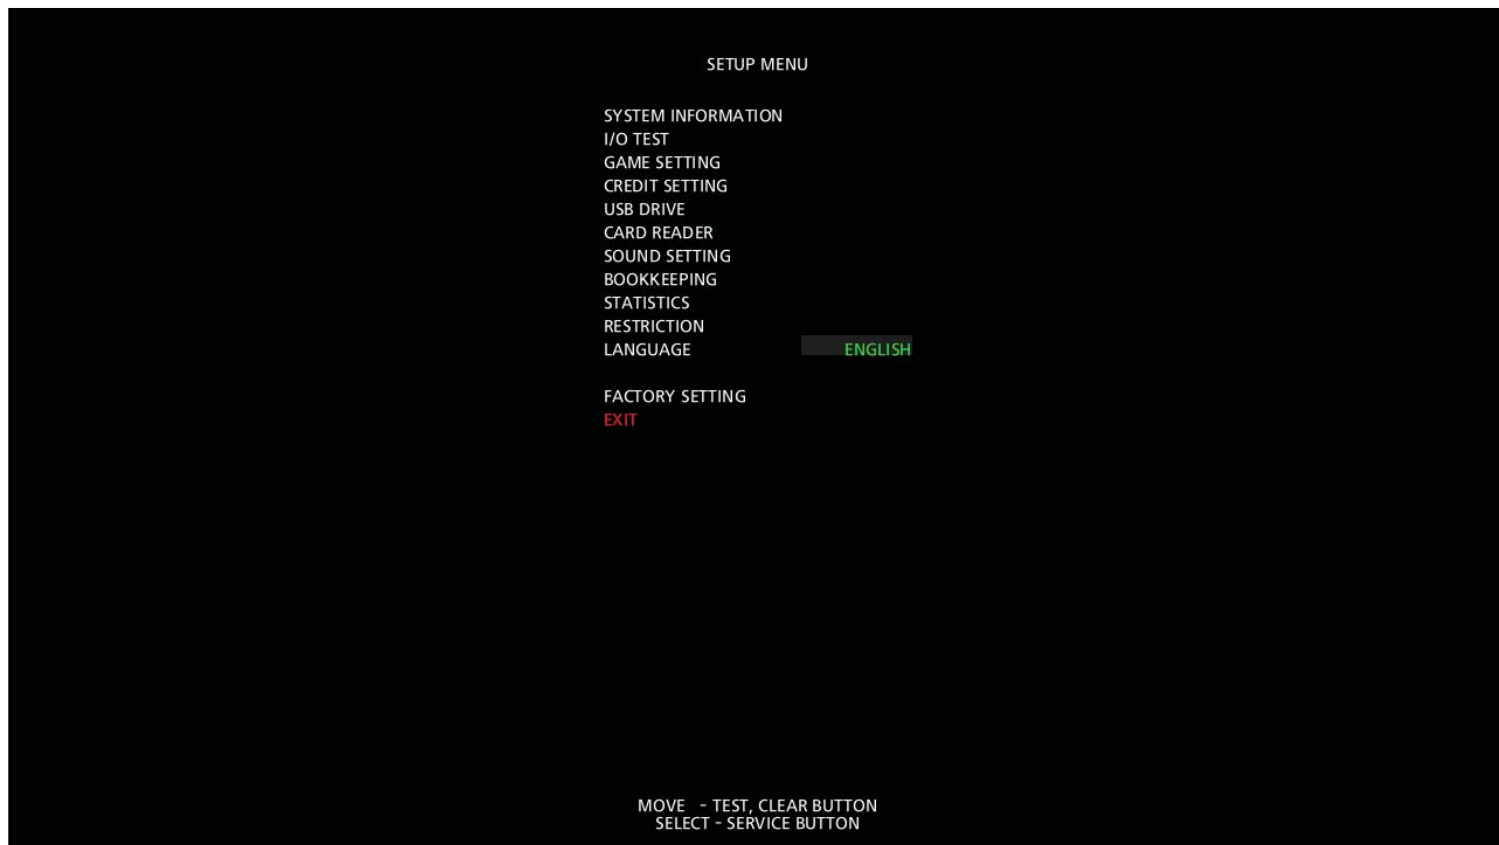 SETUP MENU
SYSTEM INFORMATION
I/O TEST
GAME SETTING
CREDIT SETTING
USB DRIVE
CARD READER
SOUND SETTING
BOOKKEEPING
STATISTICS
RESTRICTION
LANGUAGE ENGLISH
FACTORY SETTING
EXIT
MOVE - TEST, CLEAR BUTTON
SELECT - SERVICE BUTTON